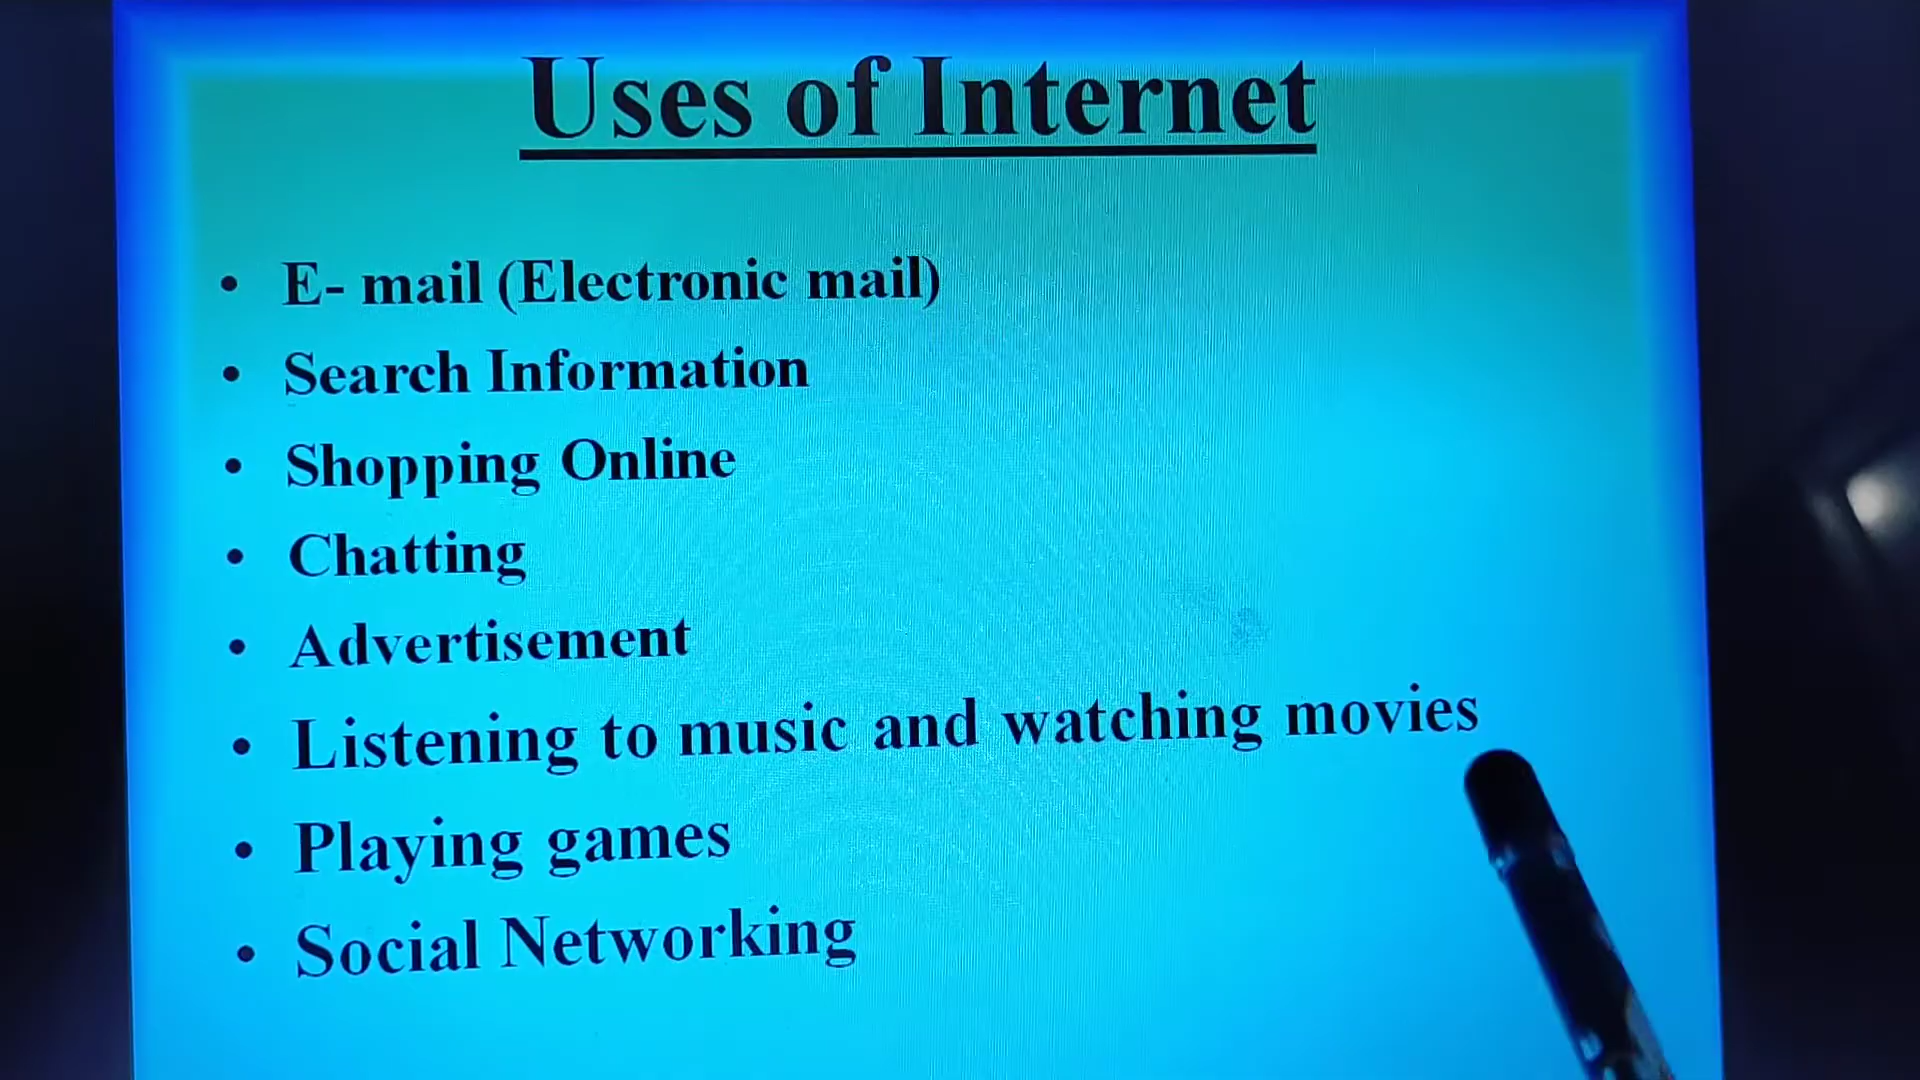 Uses of Internet
• E- mail (Electronic mail)
• Search Information
• Shopping Online
• Chatting
• Advertisement
• Listening to music and watching movies
• Playing games
• Social Networking